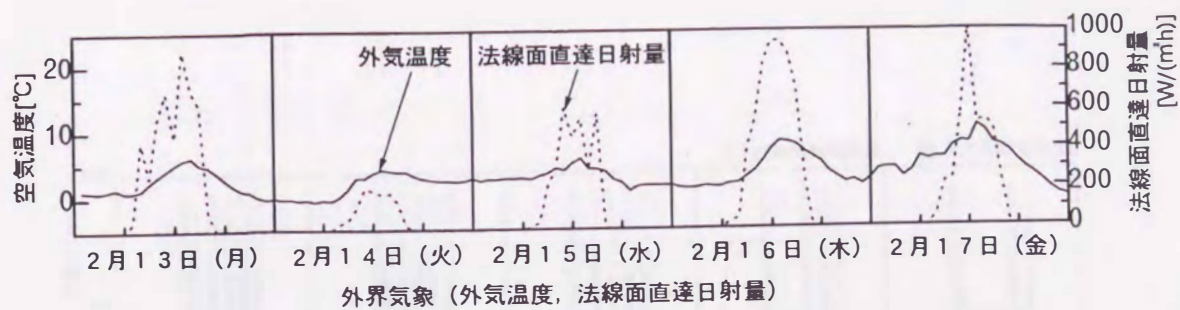 空気温度[℃]
20
10
0
外気温度
法線面直達日射量
1000
800
600
400
200
0
法線面直達日射量
[W/(m²h)]
2月13日（月）
2月14日（火）
2月15日（水）
2月16日（木）
2月17日（金）
外界気象（外気温度，法線面直達日射量）